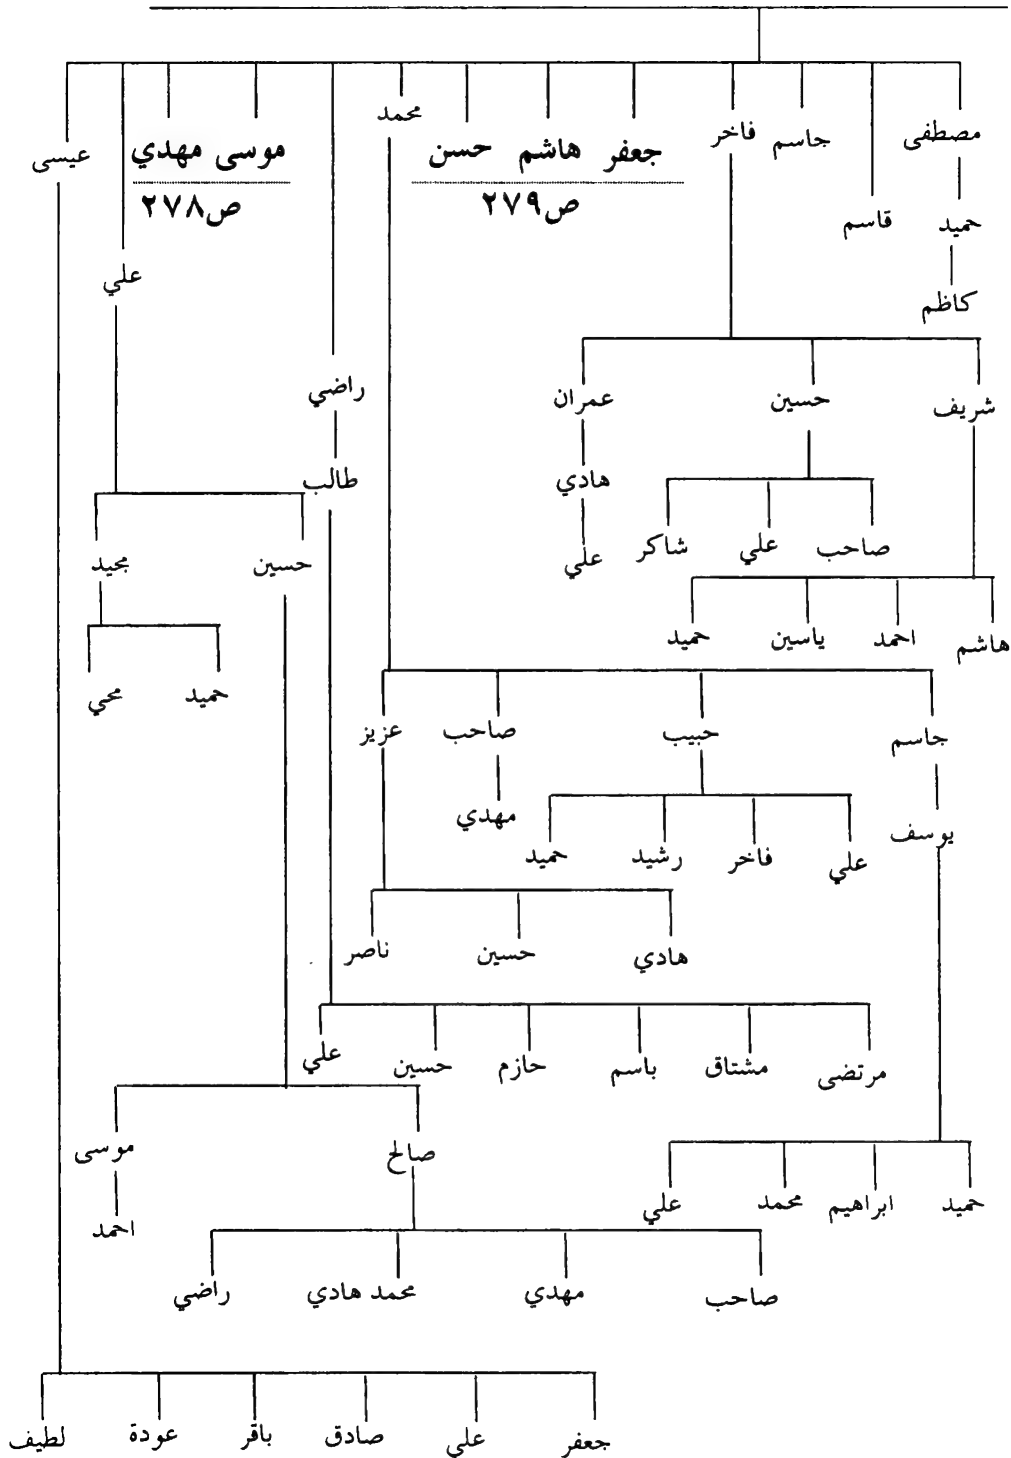 مصطفى جاسم فاخر محمد
جعفر هاشم حسن موسى مهدي عيسى
ص٢٧٩ ص٢٧٨
حميد قاسم
علي
كاظم
شريف حسين عمران راضي
هادي طالب
صاحب علي شاكر علي حسين مجيد
هاشم احمد ياسين حميد
حميد محي
جاسم حبيب صاحب عزيز
يوسف مهدي
علي فاخر رشيد حميد
هادي حسين ناصر
مرتضى مشتاق باسم حازم حسين علي
صالح موسى
حميد ابراهيم محمد علي
احمد
صاحب مهدي محمد هادي راضي
جعفر علي صادق باقر عودة لطيف